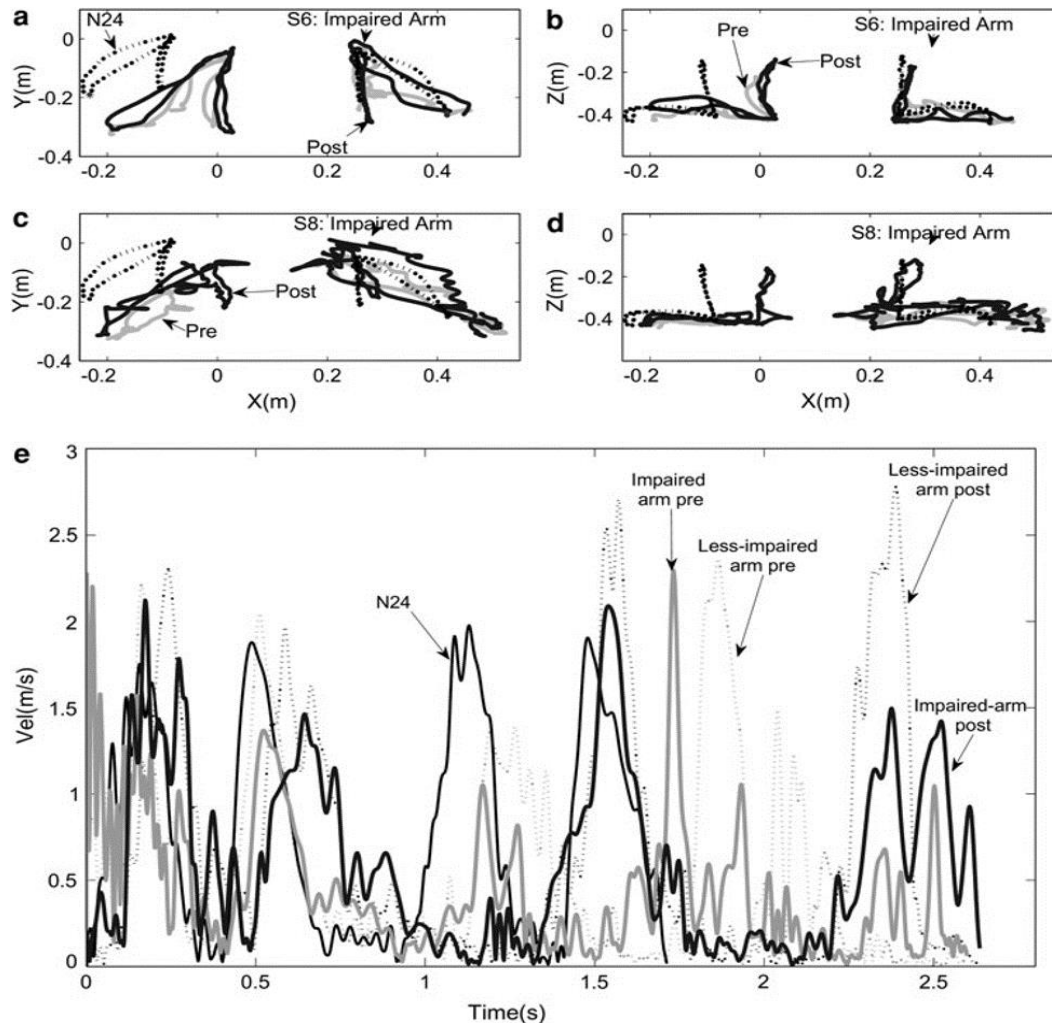 a
N24
S6: Impaired Arm
Y(m)
0
-0.2
-0.4
Post
-0.2
0
0.2
0.4
b
Pre
Post
S6: Impaired Arm
Z(m)
0
-0.2
-0.4
-0.2
0
0.2
0.4
c
S8: Impaired Arm
Y(m)
0
-0.2
-0.4
Post
Pre
-0.2
0
0.2
0.4
X(m)
d
S8: Impaired Arm
Z(m)
0
-0.2
-0.4
-0.2
0
0.2
0.4
X(m)
e
Vel(m/s)
3
2.5
2
1.5
1
0.5
0
N24
Impaired
arm pre
Less-impaired
arm pre
Less-impaired
arm post
Impaired-arm
post
0
0.5
1
1.5
2
2.5
Time(s)